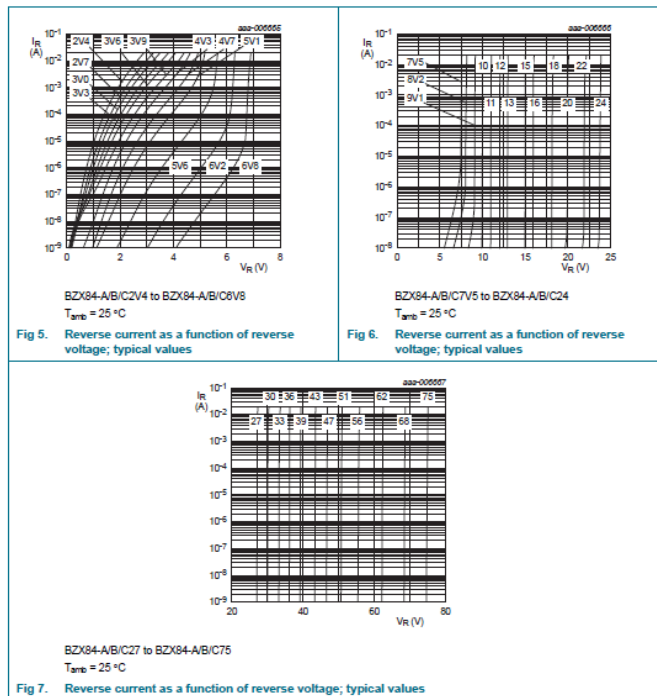 aaa-006665
I_R
(A)
10⁻¹
10⁻²
10⁻³
10⁻⁴
10⁻⁵
10⁻⁶
10⁻⁷
10⁻⁸
10⁻⁹
2V4 3V6 3V9 4V3 4V7 5V1
2V7
3V0
3V3
5V6 6V2 6V8
0 2 4 6 8
V_R (V)
BZX84-A/B/C2V4 to BZX84-A/B/C6V8
T_amb = 25 °C
Fig 5. Reverse current as a function of reverse
voltage; typical values
aaa-006666
I_R
(A)
10⁻¹
10⁻²
10⁻³
10⁻⁴
10⁻⁵
10⁻⁶
10⁻⁷
10⁻⁸
7V5 10 12 15 18 22
8V2
9V1 11 13 16 20 24
0 5 10 15 20 25
V_R (V)
BZX84-A/B/C7V5 to BZX84-A/B/C24
T_amb = 25 °C
Fig 6. Reverse current as a function of reverse
voltage; typical values
aaa-006667
I_R
(A)
10⁻¹
10⁻²
10⁻³
10⁻⁴
10⁻⁵
10⁻⁶
10⁻⁷
10⁻⁸
10⁻⁹
30 36 43 51 62 75
27 33 39 47 56 68
20 40 60 80
V_R (V)
BZX84-A/B/C27 to BZX84-A/B/C75
T_amb = 25 °C
Fig 7. Reverse current as a function of reverse voltage; typical values